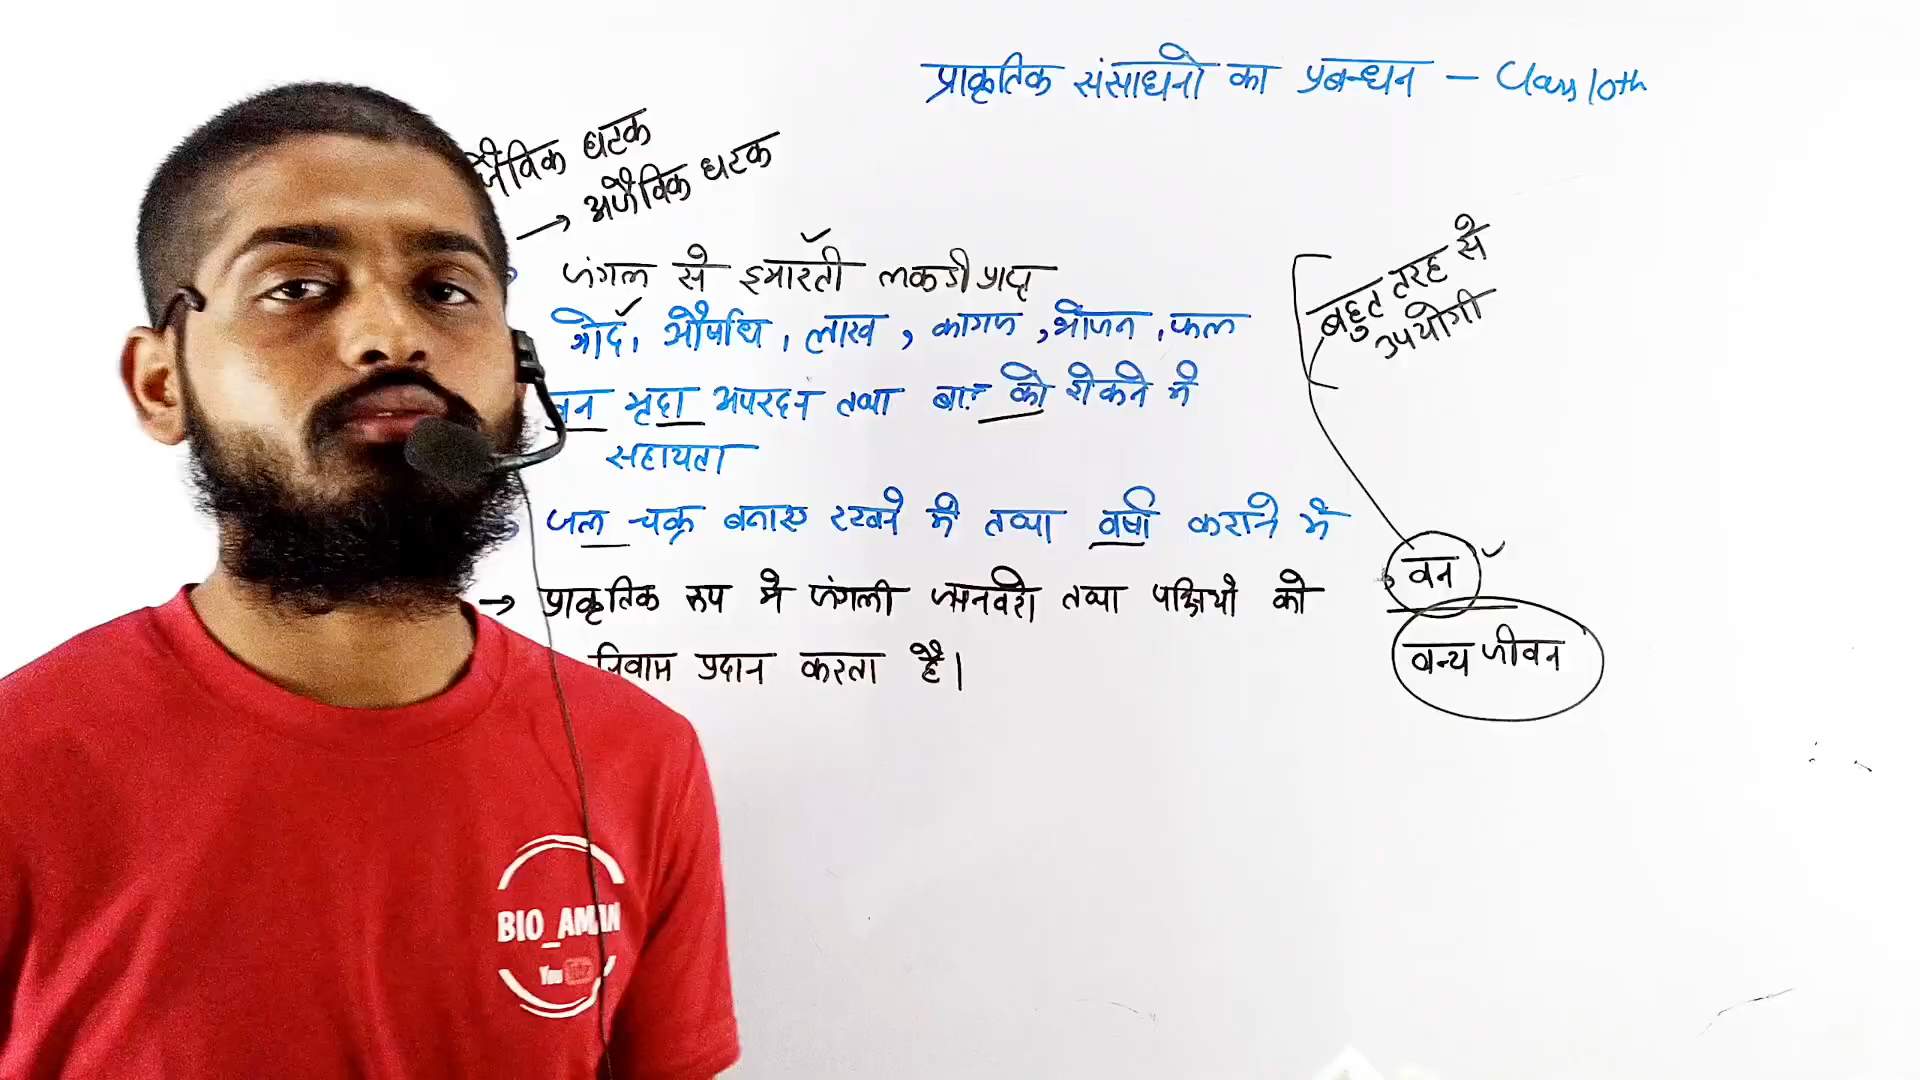 प्राकृतिक संसाधनो का प्रबन्धन – Class 10th
जैविक घटक
→ अजैविक घटक
जंगल से इमारती लकडी प्राप्त
गोंद, औषधि, लाख, कागज, भोजन, फल
वन मृदा अपरदन तथा बाढ को रोकने मे
सहायता
जल चक्र बनाए रखने मे तथा वर्षा कराने मे
→ प्राकृतिक रूप मे जंगली जानवरो तथा पक्षियो को
निवास प्रदान करता है।
बहुत तरह से
उपयोगी
वन
वन्य जीवन
BIO_AMAN
YouTube